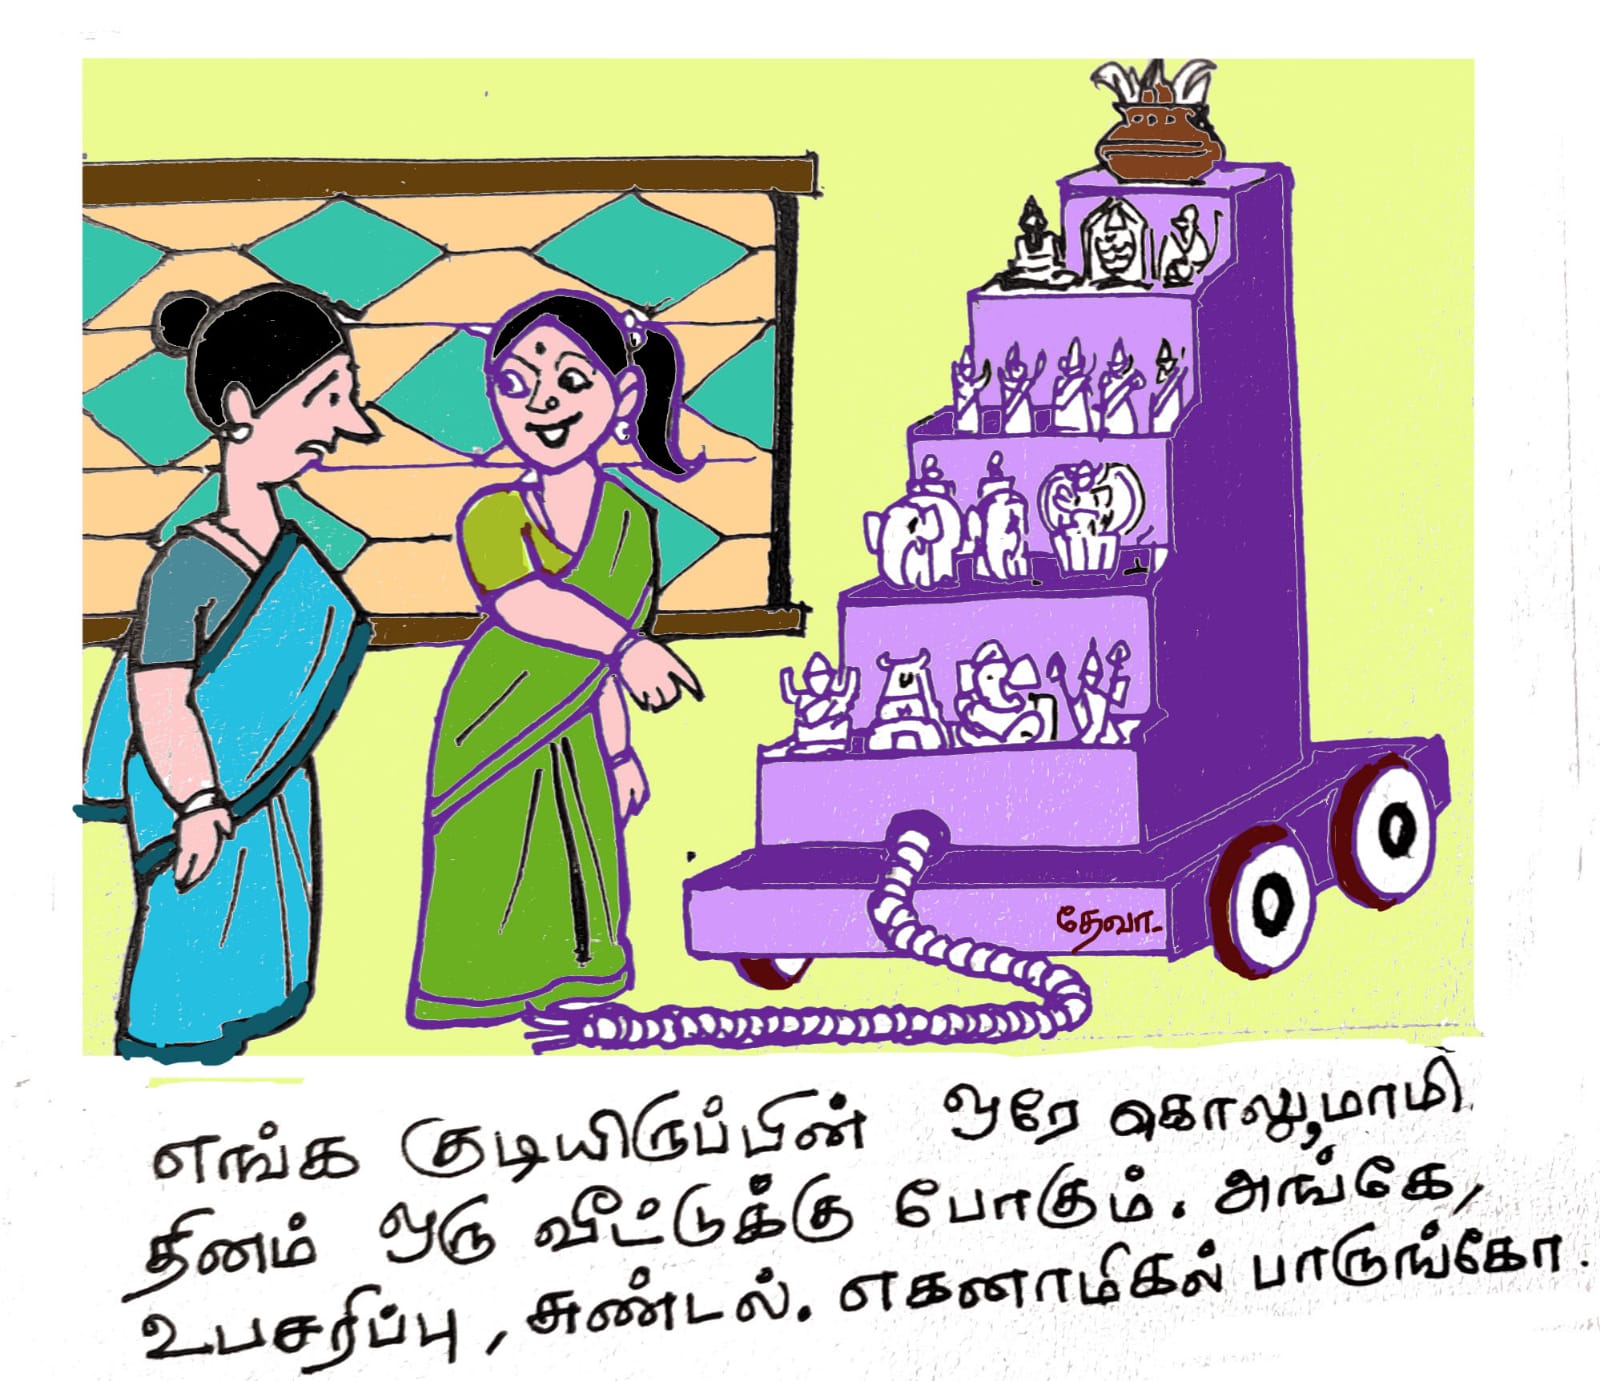 தேவா-
எங்க குடியிருப்பின் ஒரே கொலு,மாமி.
தினம் ஒரு வீட்டுக்கு போகும். அங்கே,
உபசரிப்பு, சுண்டல். எகனாமிகல் பாருங்கோ.